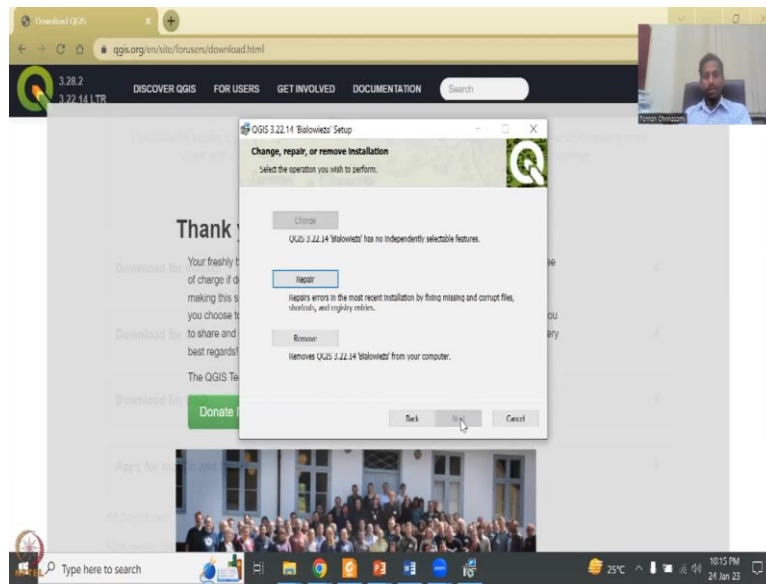 Download QGIS
qgis.org/en/site/forusers/download.html
3.28.2
3.22.14 LTR
DISCOVER QGIS FOR USERS GET INVOLVED DOCUMENTATION Search
QGIS 3.22.14 'Białowieża' Setup
Change, repair, or remove installation
Select the operation you wish to perform.
Change
QGIS 3.22.14 'Białowieża' has no independently selectable features.
Thank
Your freshly b
of charge if d
making this s
you choose t
to share and
best regards!
The QGIS Te
Repair
Repairs errors in the most recent installation by fixing missing and corrupt files,
shortcuts, and registry entries.
Remove
Removes QGIS 3.22.14 'Białowieża' from your computer.
ee
ou
ery
Donate
Back Next Cancel
Download for
Download for
Download for
Apps for m
Type here to search
25°C
10:15 PM
24 Jan 23